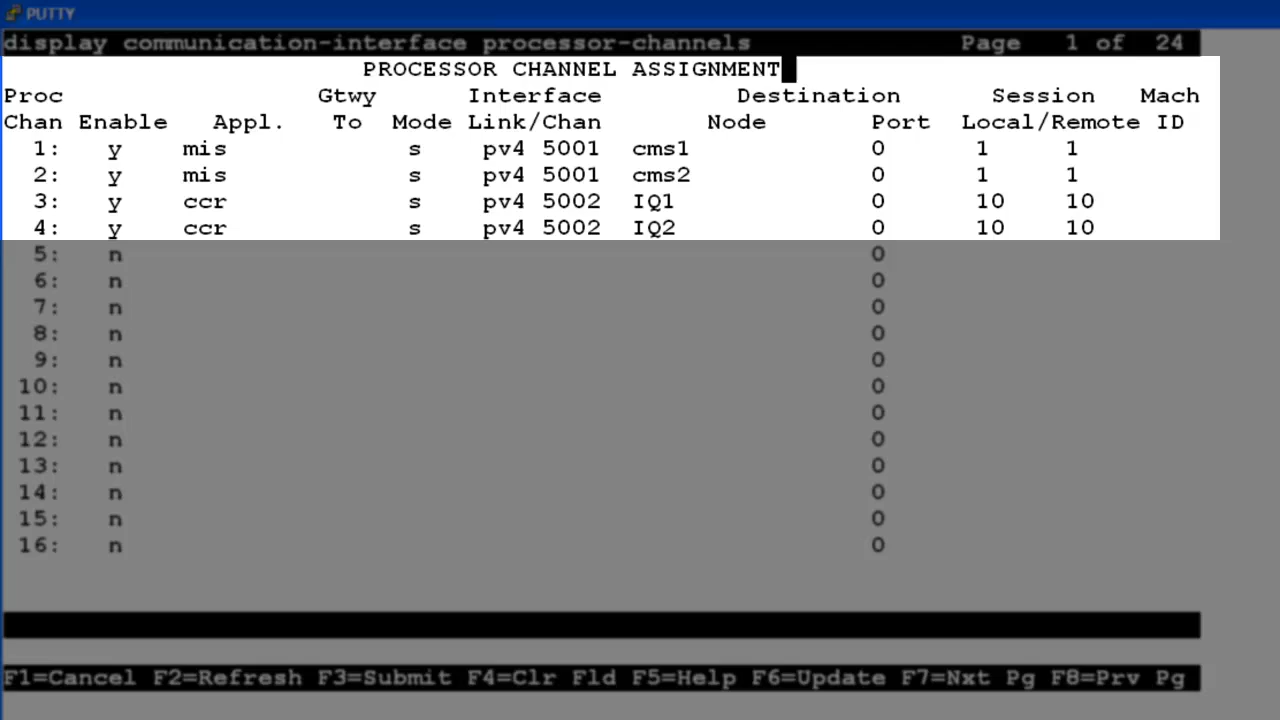 PUTTY
display communication-interface processor-channels Page 1 of 24
PROCESSOR CHANNEL ASSIGNMENT
Proc Gtwy Interface Destination Session Mach
Chan Enable Appl. To Mode Link/Chan Node Port Local/Remote ID
1: y mis s pv4 5001 cms1 0 1 1
2: y mis s pv4 5001 cms2 0 1 1
3: y ccr s pv4 5002 IQ1 0 10 10
4: y ccr s pv4 5002 IQ2 0 10 10
5: n 0
6: n 0
7: n 0
8: n 0
9: n 0
10: n 0
11: n 0
12: n 0
13: n 0
14: n 0
15: n 0
16: n 0
F1=Cancel F2=Refresh F3=Submit F4=Clr Fld F5=Help F6=Update F7=Nxt Pg F8=Prv Pg